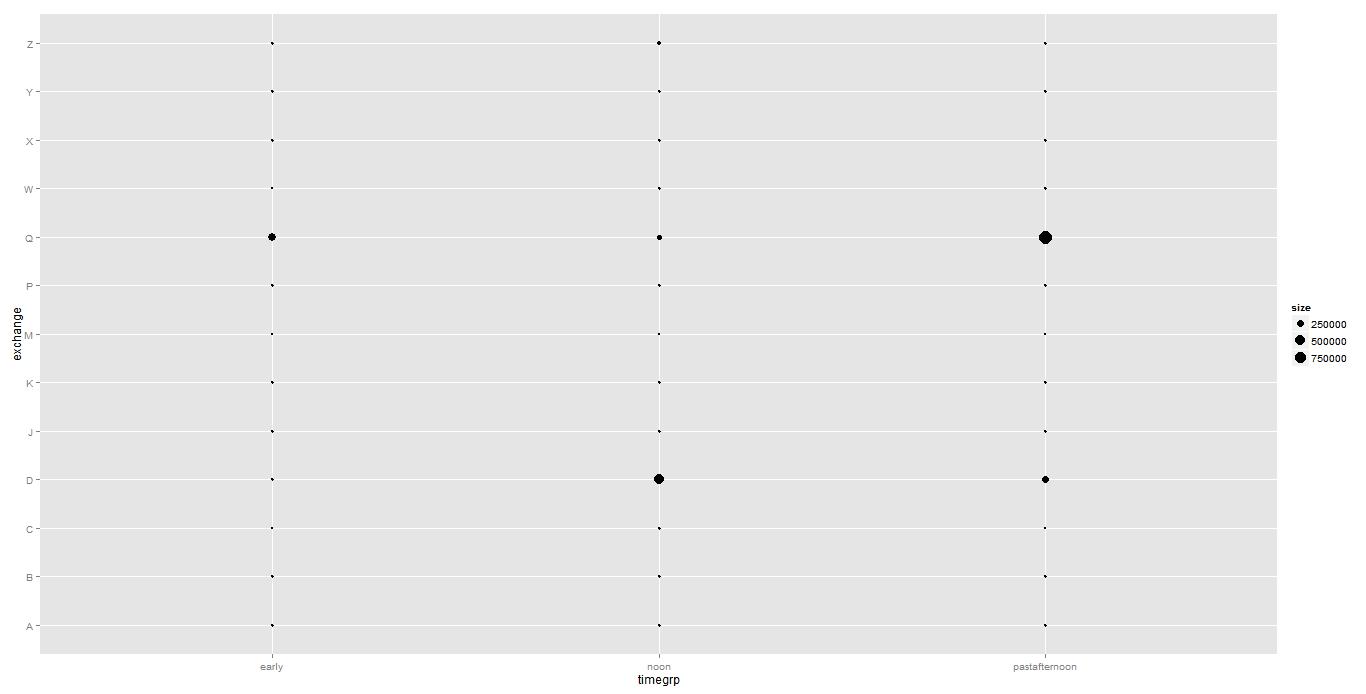 Z
Y
X
W
Q
P
M
K
J
D
C
B
A
exchange
early noon pastafternoon
timegrp
size
250000
500000
750000